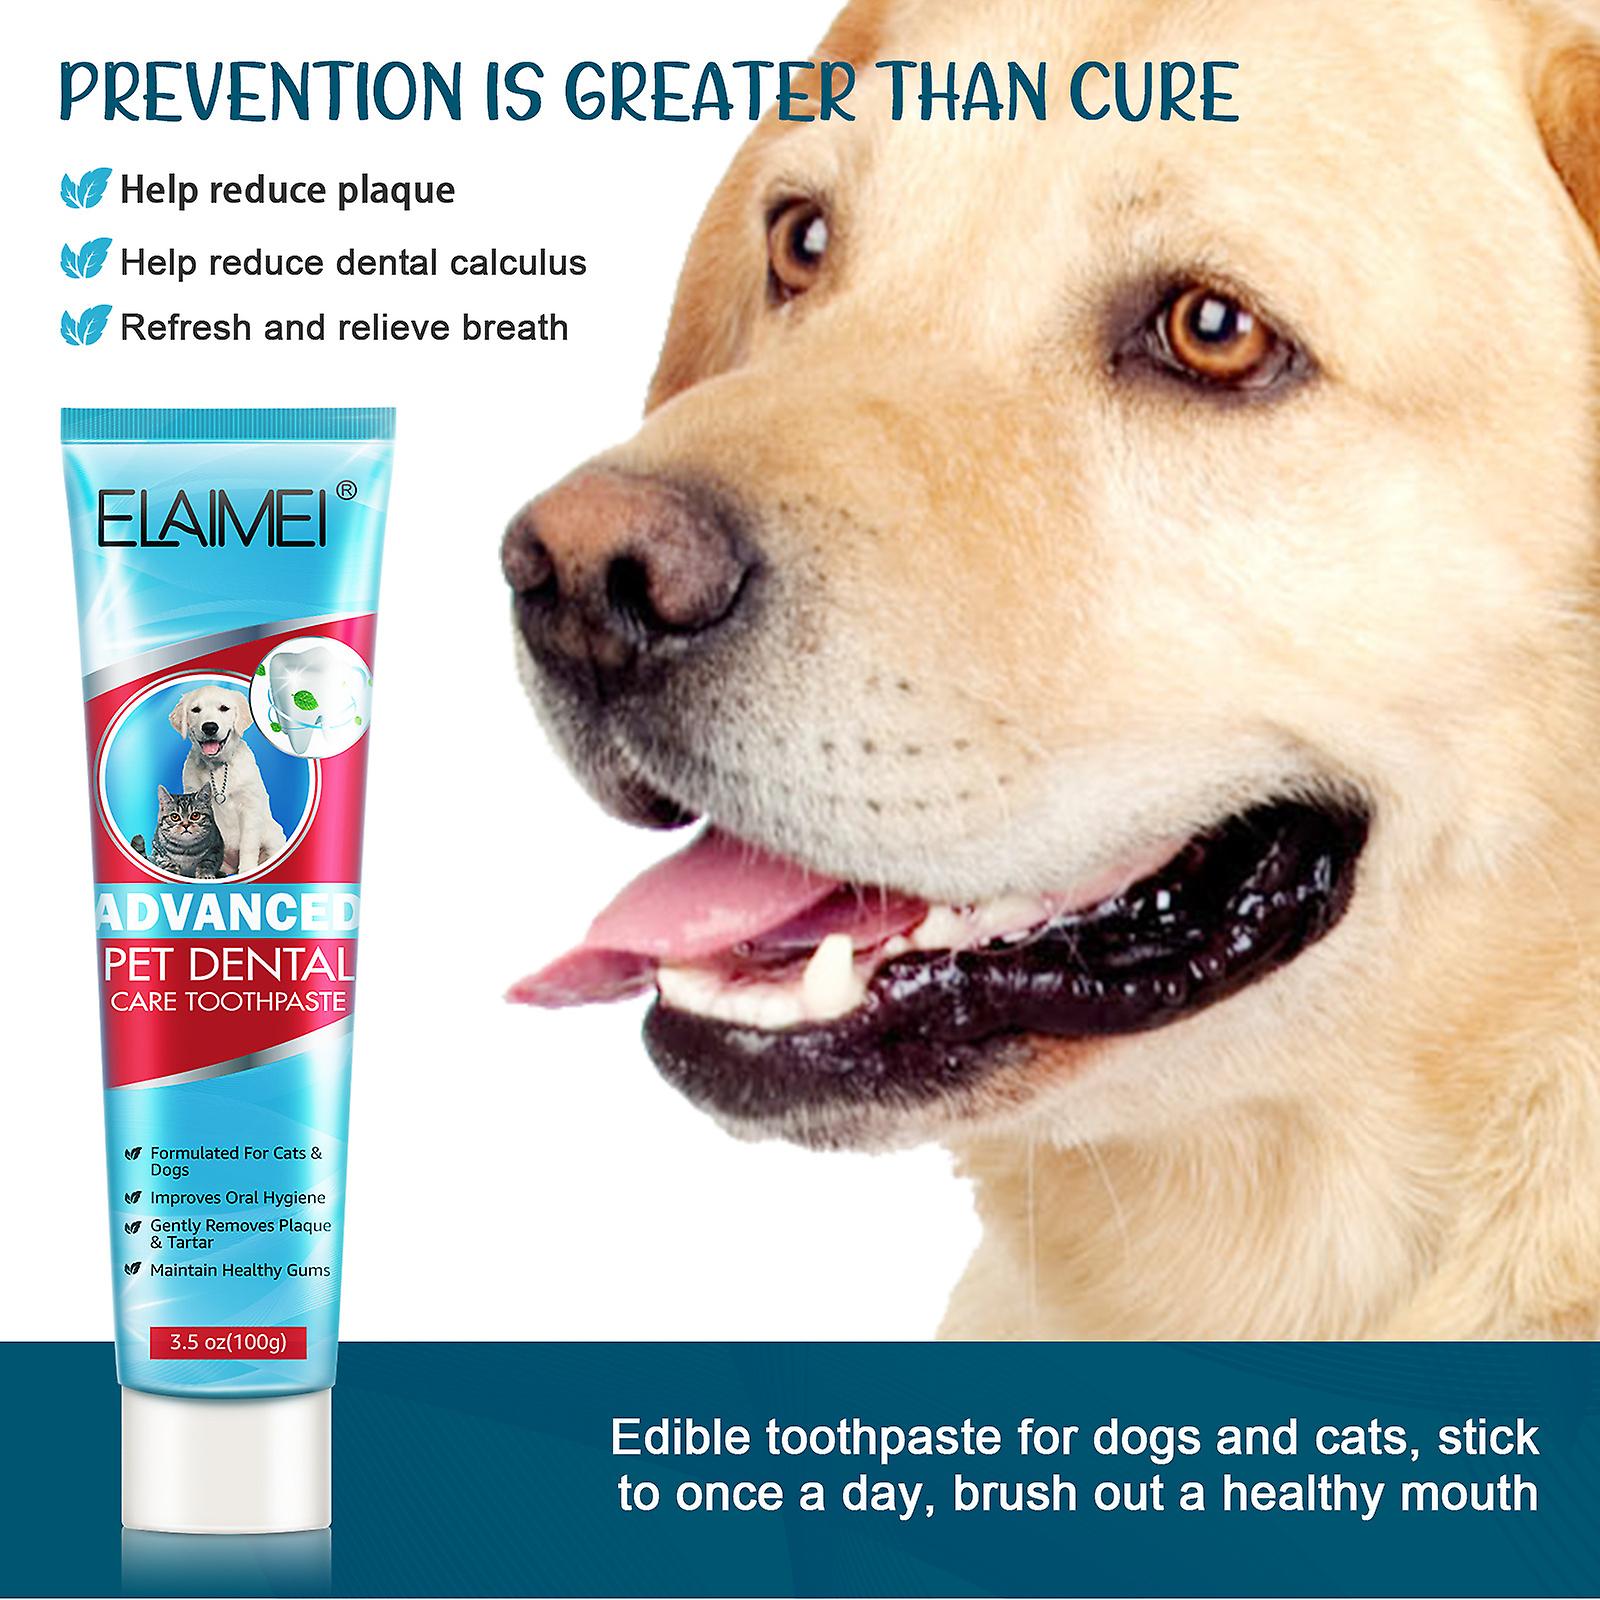 PREVENTION IS GREATER THAN CURE
Help reduce plaque
Help reduce dental calculus
Refresh and relieve breath
ELAIMEI®
ADVANCED
PET DENTAL
CARE TOOTHPASTE
Formulated For Cats &
Dogs
Improves Oral Hygiene
Gently Removes Plaque
& Tartar
Maintain Healthy Gums
3.5 oz(100g)
Edible toothpaste for dogs and cats, stick
to once a day, brush out a healthy mouth